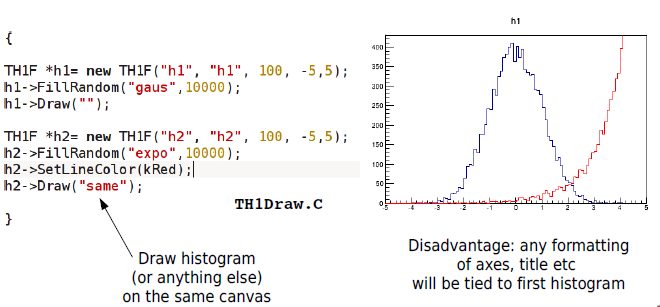 {
TH1F *h1= new TH1F("h1", "h1", 100, -5,5);
h1->FillRandom("gaus",10000);
h1->Draw("");
TH1F *h2= new TH1F("h2", "h2", 100, -5,5);
h2->FillRandom("expo",10000);
h2->SetLineColor(kRed);
h2->Draw("same");
}
TH1Draw.C
Draw histogram
(or anything else)
on the same canvas
h1
400
350
300
250
200
150
100
50
0
-5 -4 -3 -2 -1 0 1 2 3 4 5
Disadvantage: any formatting
of axes, title etc
will be tied to first histogram